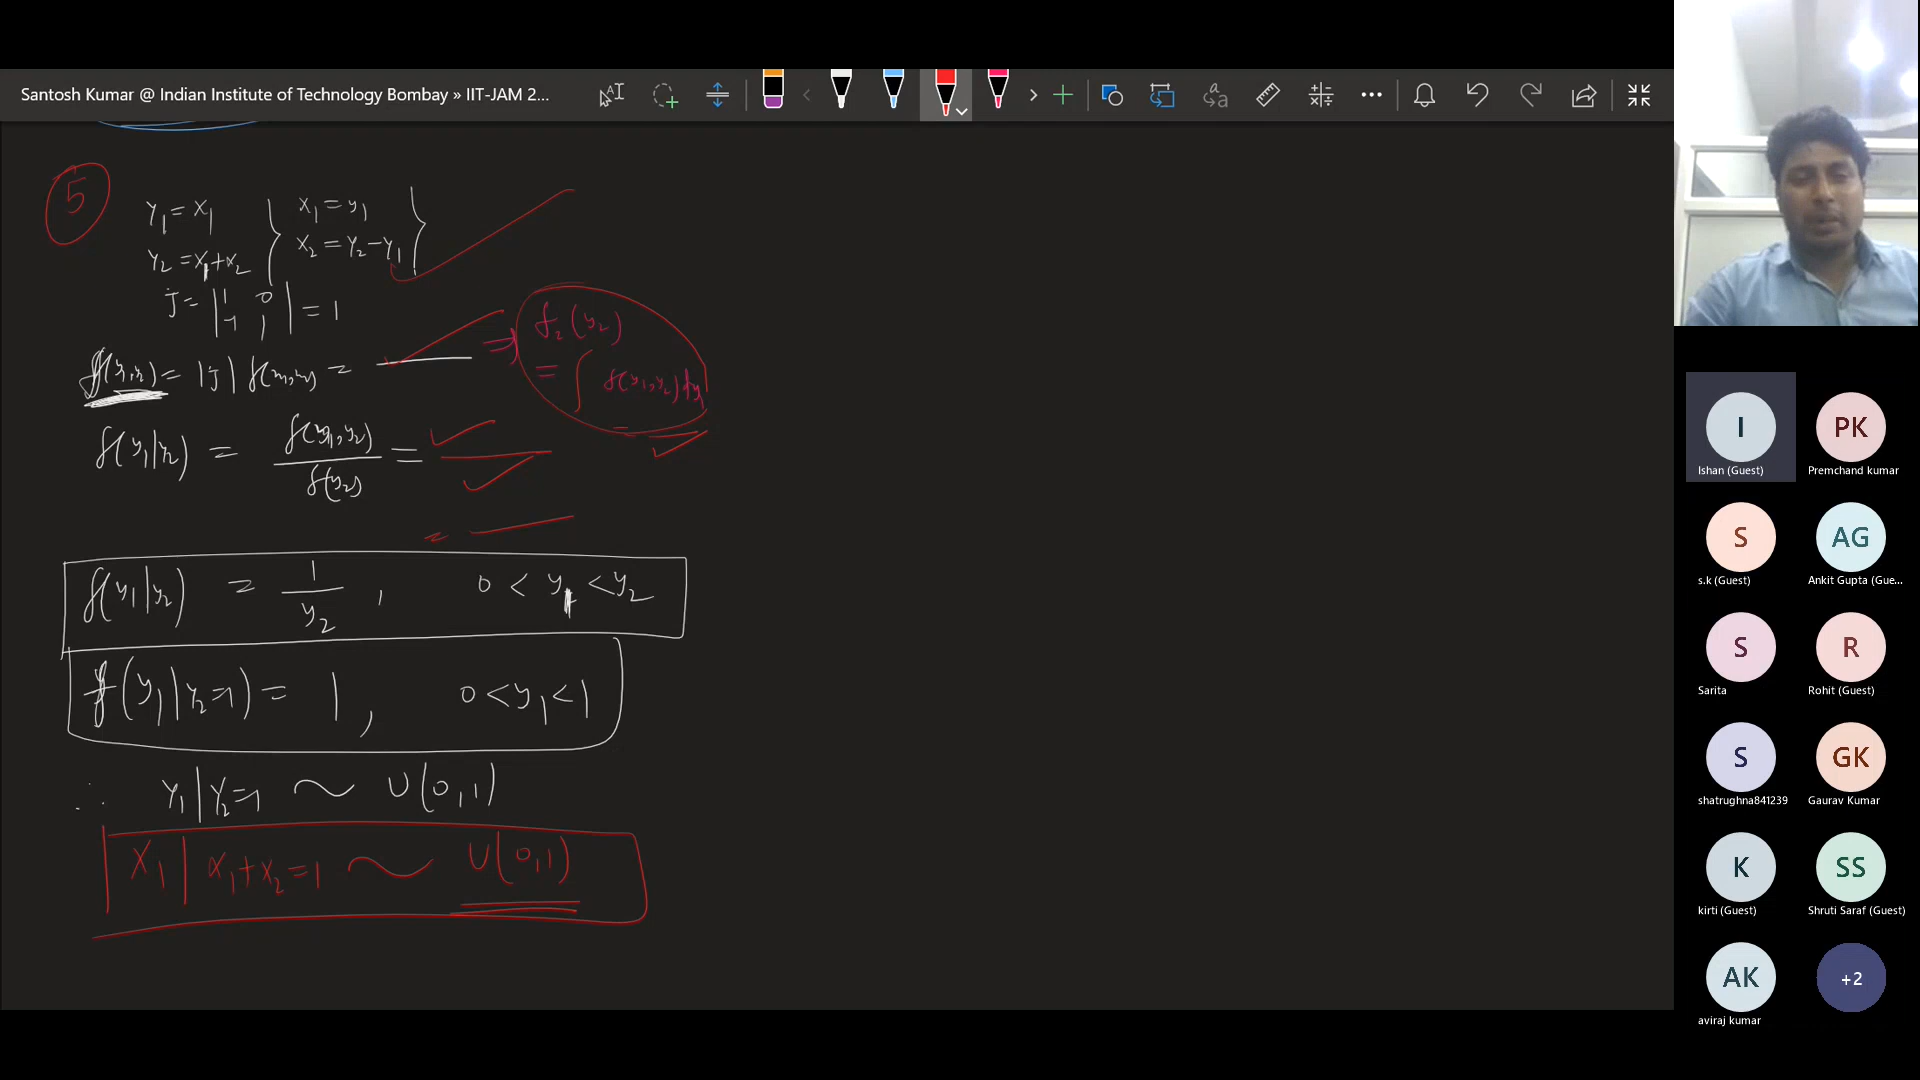 Santosh Kumar @ Indian Institute of Technology Bombay » IIT-JAM 2...
5
Y₁ = X₁
Y₂ = X₁+X₂
X₁ = Y₁
X₂ = Y₂-Y₁
J = |1 0; -1 1| = 1
f(y₁,y₂) = |J| f(x₁,x₂) =
⇒ f₂(y₂)
= ∫ f(y₁,y₂) dy₁
f(y₁|y₂) = f(y₁,y₂) / f(y₂) =
=
f(y₁|y₂) = 1/y₂ , 0 < y₁ < y₂
f(y₁|y₂=1) = 1 , 0 < y₁ < 1
∴ Y₁|Y₂=1 ~ U(0,1)
X₁ | X₁+X₂=1 ~ U(0,1)
I
Ishan (Guest)
PK
Premchand kumar
S
s.k (Guest)
AG
Ankit Gupta (Gue...
S
Sarita
R
Rohit (Guest)
S
shatrughna841239
GK
Gaurav Kumar
K
kirti (Guest)
SS
Shruti Saraf (Guest)
AK
aviraj kumar
+2